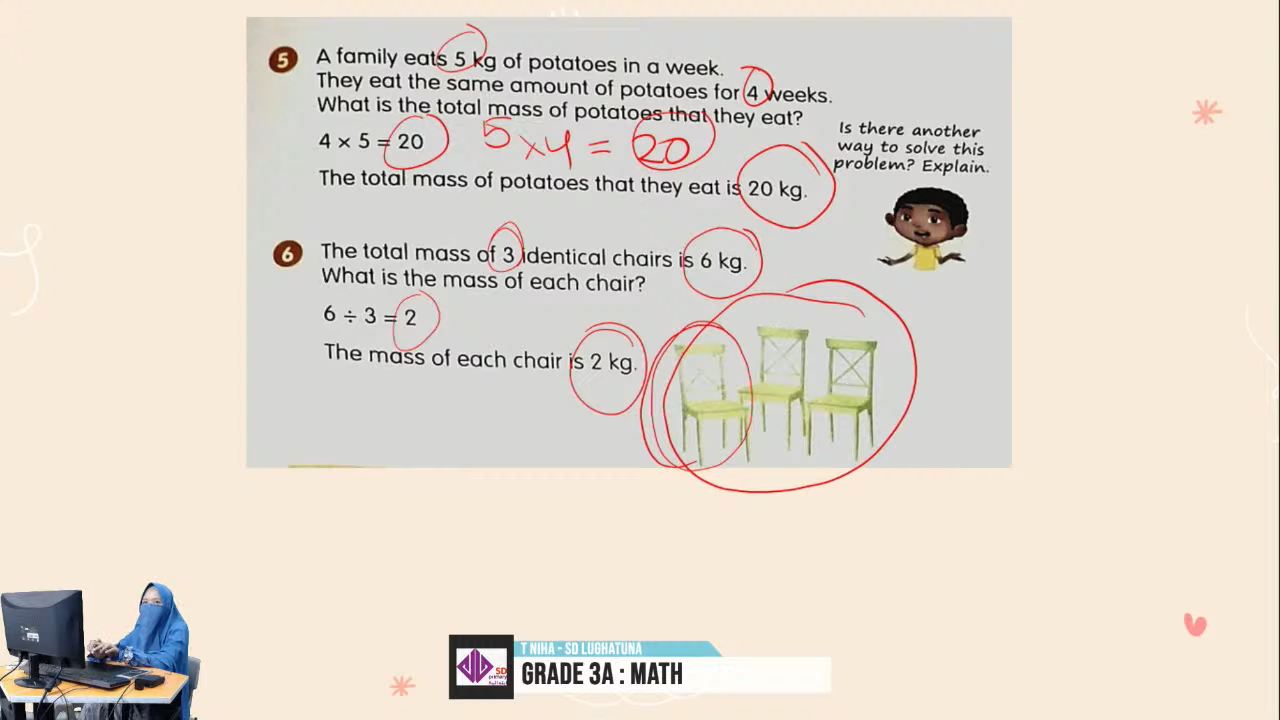 5
A family eats 5 kg of potatoes in a week.
They eat the same amount of potatoes for 4 weeks.
What is the total mass of potatoes that they eat?
4 × 5 = 20
5 × 4 = 20
The total mass of potatoes that they eat is 20 kg.
Is there another
way to solve this
problem? Explain.
6
The total mass of 3 identical chairs is 6 kg.
What is the mass of each chair?
6 ÷ 3 = 2
The mass of each chair is 2 kg.
T NIHA - SD LUGHATUNA
GRADE 3A : MATH
SD
primary